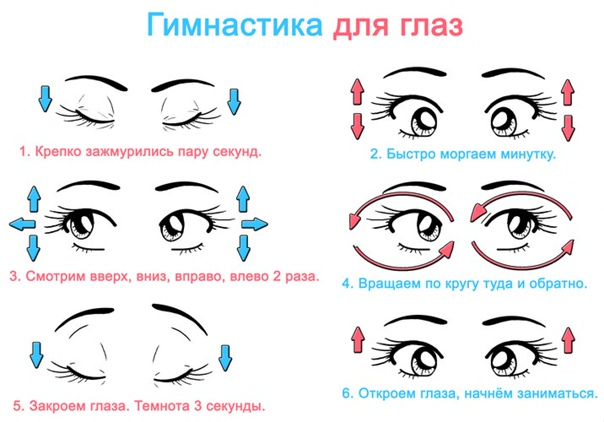 Гимнастика для глаз
1. Крепко зажмурились пару секунд.
2. Быстро моргаем минутку.
3. Смотрим вверх, вниз, вправо, влево 2 раза.
4. Вращаем по кругу туда и обратно.
5. Закроем глаза. Темнота 3 секунды.
6. Откроем глаза, начнём заниматься.